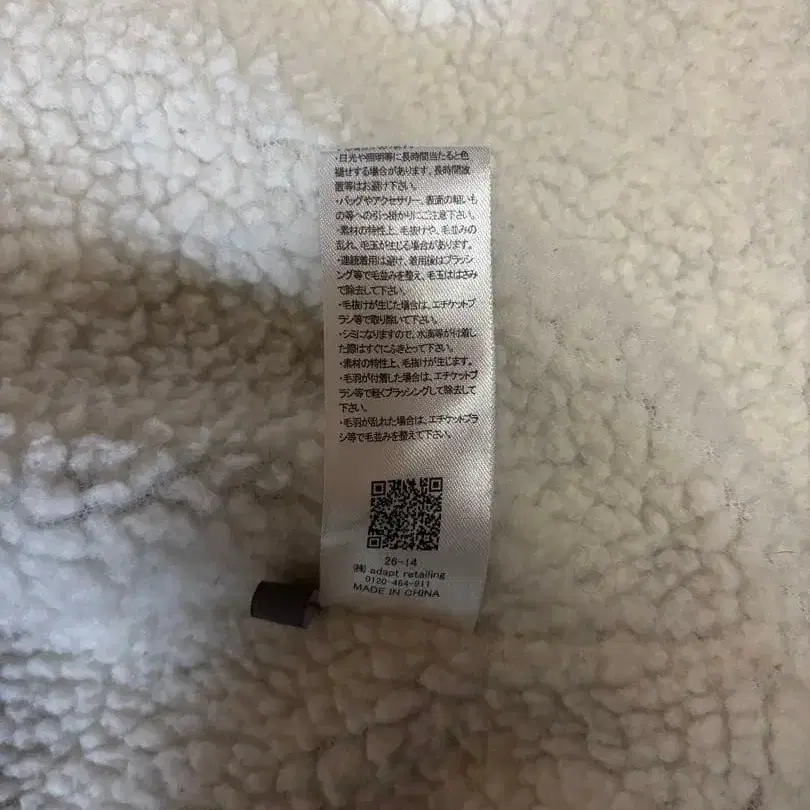 ・日光や照明等に長時間当たると色
褪せする場合があります。長時間放
置等はお避け下さい。
・バッグやアクセサリー、表面の粗いも
の等への引っ掛かりにご注意下さい。
・素材の特性上、毛抜けや、毛並みの
乱れ、毛玉が生じる場合があります。
・連続着用は避け、着用後はブラッシ
ング等で毛並みを整え、毛玉ははさみ
で除去して下さい。
・毛抜けが生じた場合は、エチケットブ
ラシ等で取り除いて下さい。
・シミになりますので、水滴等が付着し
た際はすぐにふきとって下さい。
・素材の特性上、毛抜けが生じます。
・毛羽が付着した場合は、エチケットブ
ラシ等で軽くブラッシングして除去して
下さい。
・毛羽が乱れた場合は、エチケットブラ
シ等で毛並みを整えて下さい。
26-14
(株) adapt retailing
0120-464-911
MADE IN CHINA